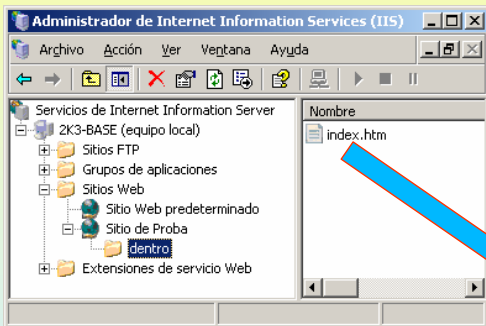 Administrador de Internet Information Services (IIS)
Archivo Acción Ver Ventana Ayuda
Servicios de Internet Information Server
2K3-BASE (equipo local)
Sitios FTP
Grupos de aplicaciones
Sitios Web
Sitio Web predeterminado
Sitio de Proba
dentro
Extensiones de servicio Web
Nombre
index.htm